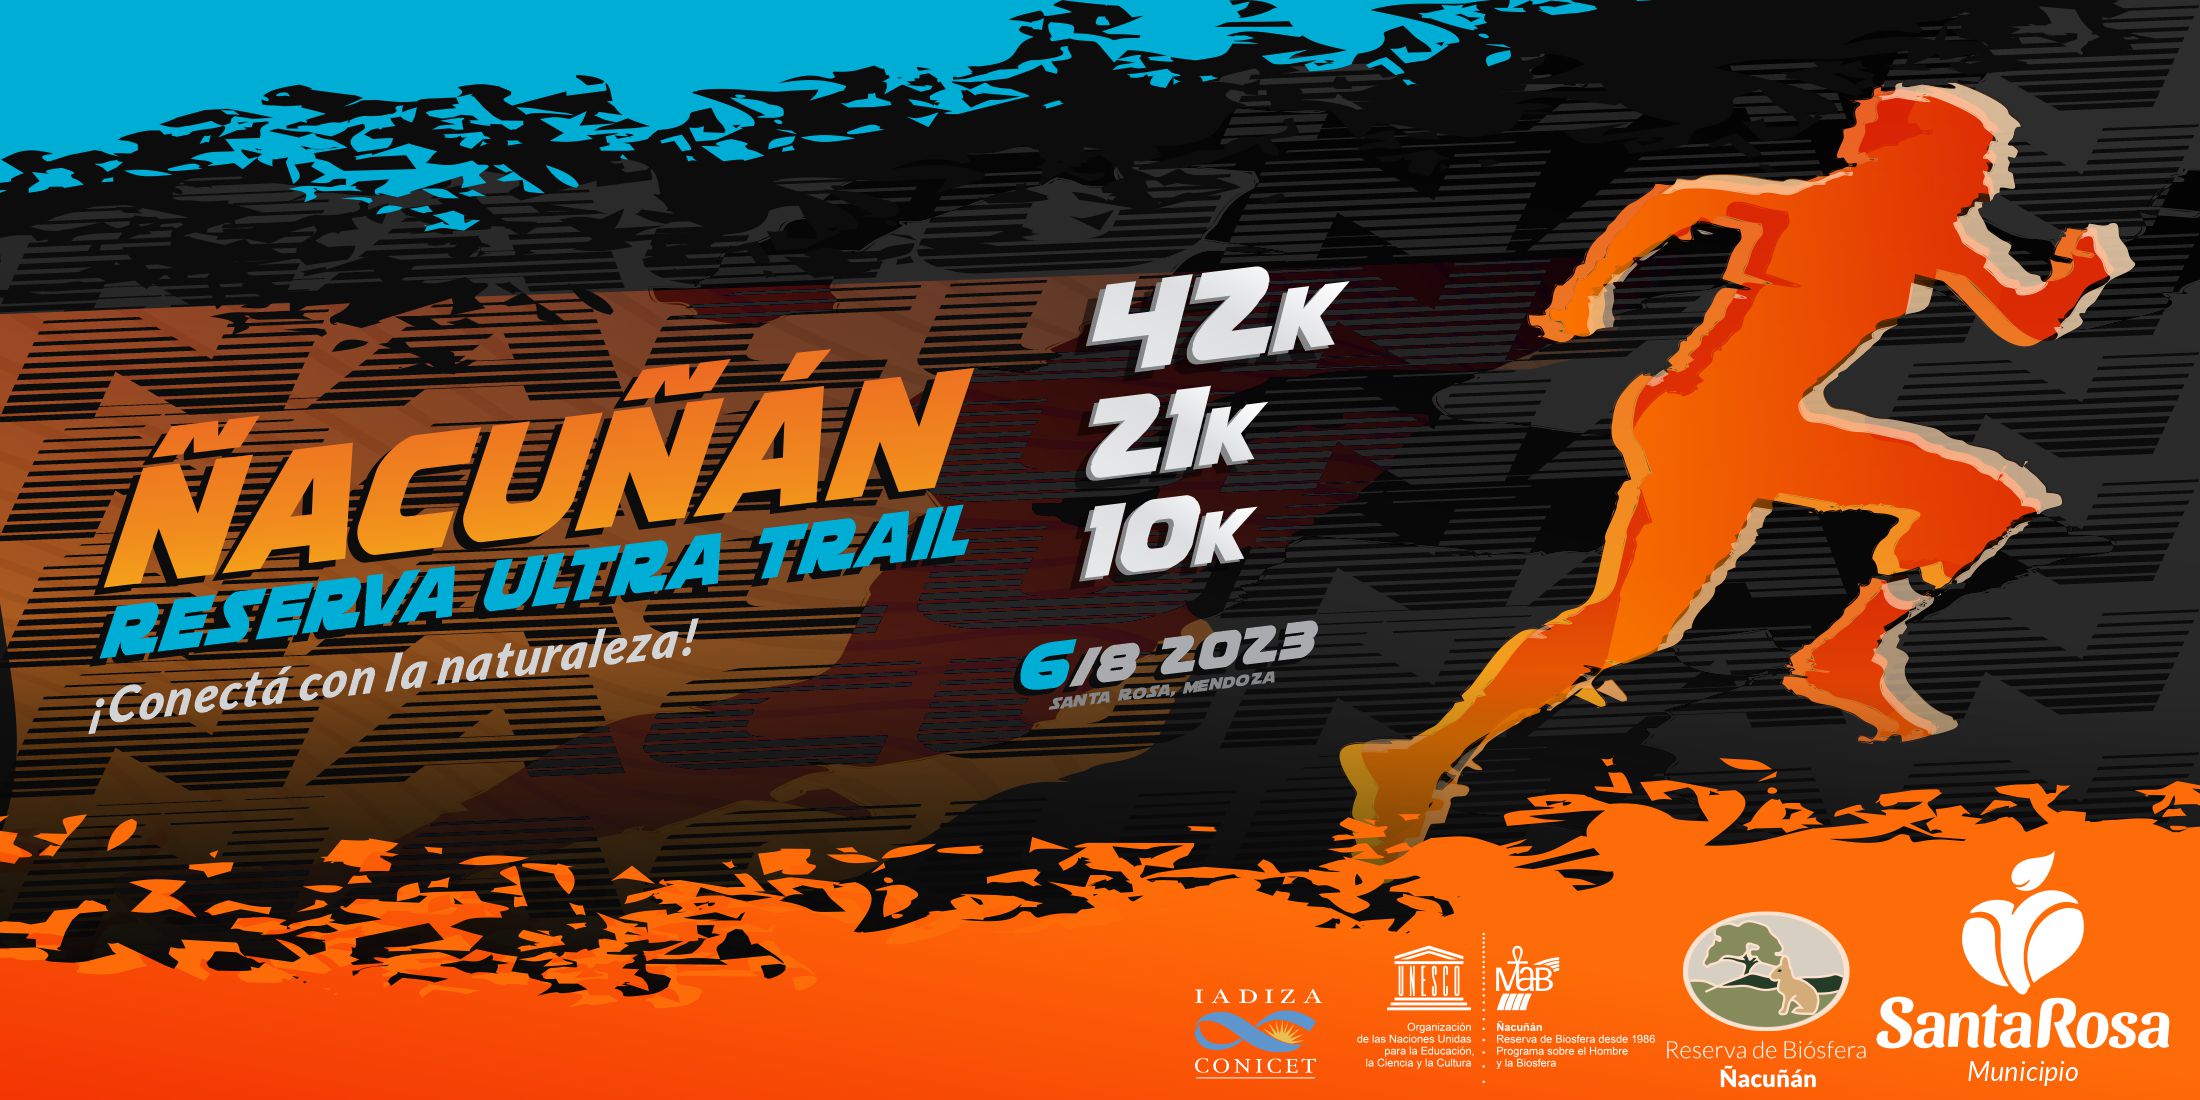 ÑACUÑÁN
RESERVA ULTRA TRAIL
¡Conectá con la naturaleza!
42K
21K
10K
6/8 2023
SANTA ROSA, MENDOZA
IADIZA
CONICET
UNESCO
Organización
de las Naciones Unidas
para la Educación,
la Ciencia y la Cultura
MaB
Ñacuñán
Reserva de Biosfera desde 1986
Programa sobre el Hombre
y la Biosfera
Reserva de Biósfera
Ñacuñán
SantaRosa
Municipio